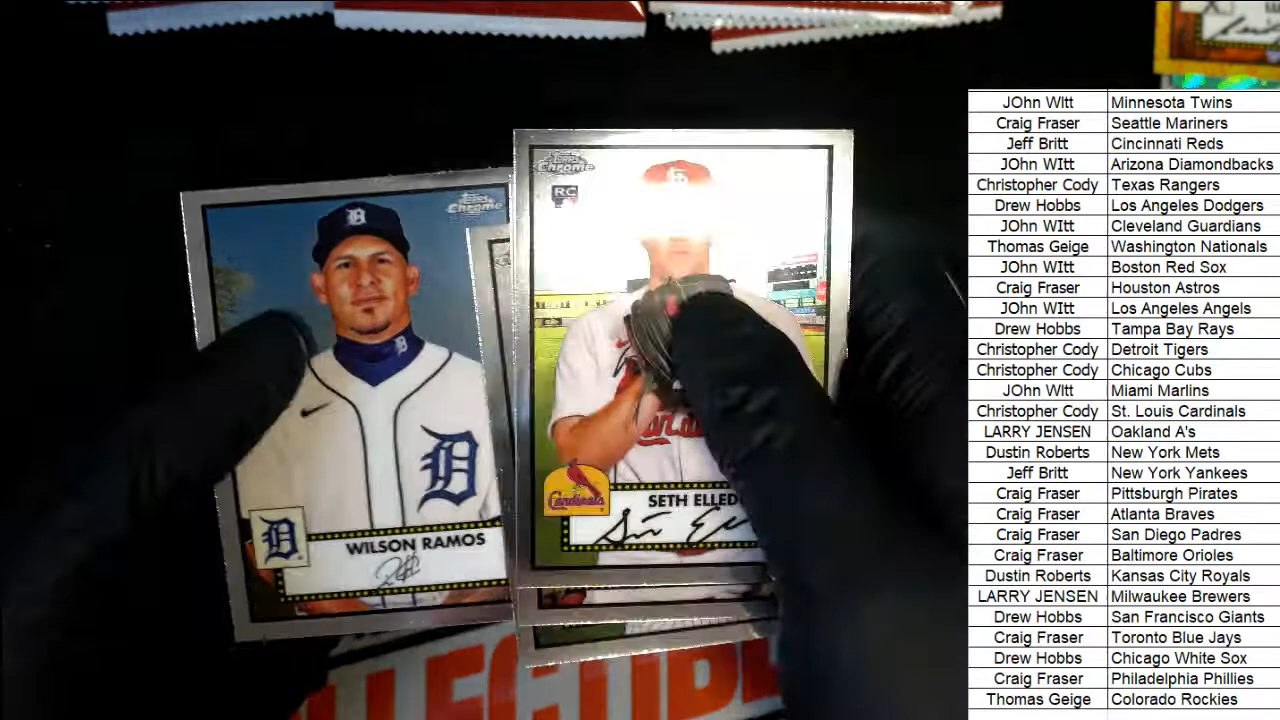 JOhn WItt Minnesota Twins
Craig Fraser Seattle Mariners
Jeff Britt Cincinnati Reds
JOhn WItt Arizona Diamondbacks
Christopher Cody Texas Rangers
Drew Hobbs Los Angeles Dodgers
JOhn WItt Cleveland Guardians
Thomas Geige Washington Nationals
JOhn WItt Boston Red Sox
Craig Fraser Houston Astros
JOhn WItt Los Angeles Angels
Drew Hobbs Tampa Bay Rays
Christopher Cody Detroit Tigers
Christopher Cody Chicago Cubs
JOhn WItt Miami Marlins
Christopher Cody St. Louis Cardinals
LARRY JENSEN Oakland A's
Dustin Roberts New York Mets
Jeff Britt New York Yankees
Craig Fraser Pittsburgh Pirates
Craig Fraser Atlanta Braves
Craig Fraser San Diego Padres
Craig Fraser Baltimore Orioles
Dustin Roberts Kansas City Royals
LARRY JENSEN Milwaukee Brewers
Drew Hobbs San Francisco Giants
Craig Fraser Toronto Blue Jays
Drew Hobbs Chicago White Sox
Craig Fraser Philadelphia Phillies
Thomas Geige Colorado Rockies
Topps
Chrome
D
D
D
WILSON RAMOS
Topps
Chrome
RC
Cardinals
SETH ELLED
LLECTIBL